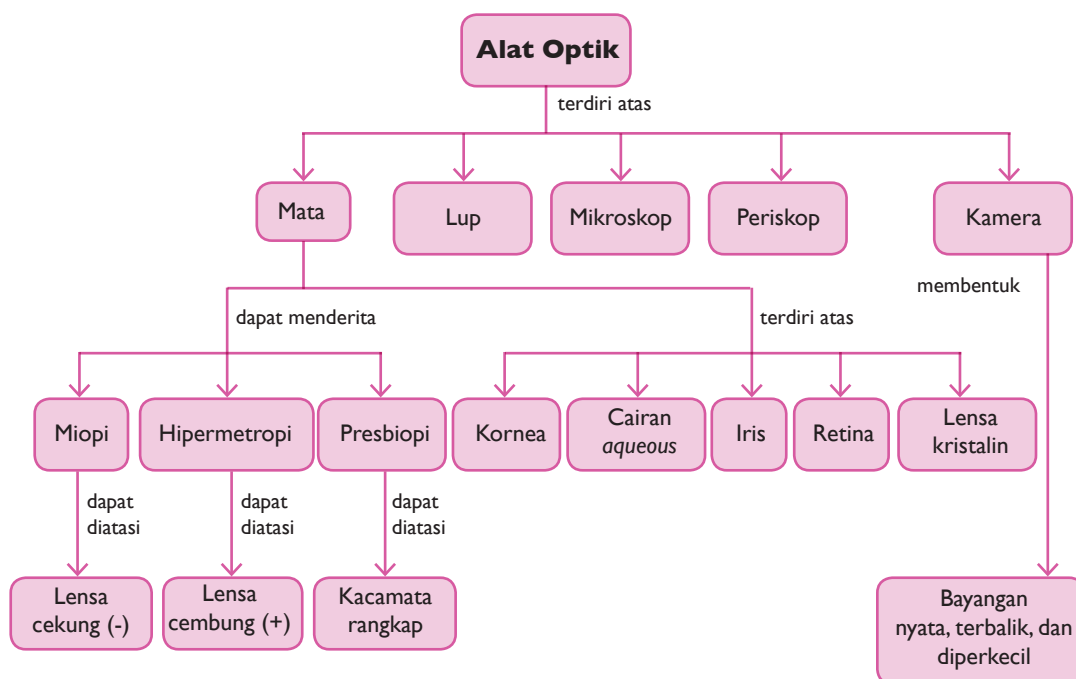 Alat Optik
terdiri atas
Mata
Lup
Mikroskop
Periskop
Kamera
membentuk
dapat menderita
terdiri atas
Miopi
Hipermetropi
Presbiopi
Kornea
Cairan
aqueous
Iris
Retina
Lensa
kristalin
dapat
diatasi
dapat
diatasi
dapat
diatasi
Lensa
cekung (-)
Lensa
cembung (+)
Kacamata
rangkap
Bayangan
nyata, terbalik, dan
diperkecil